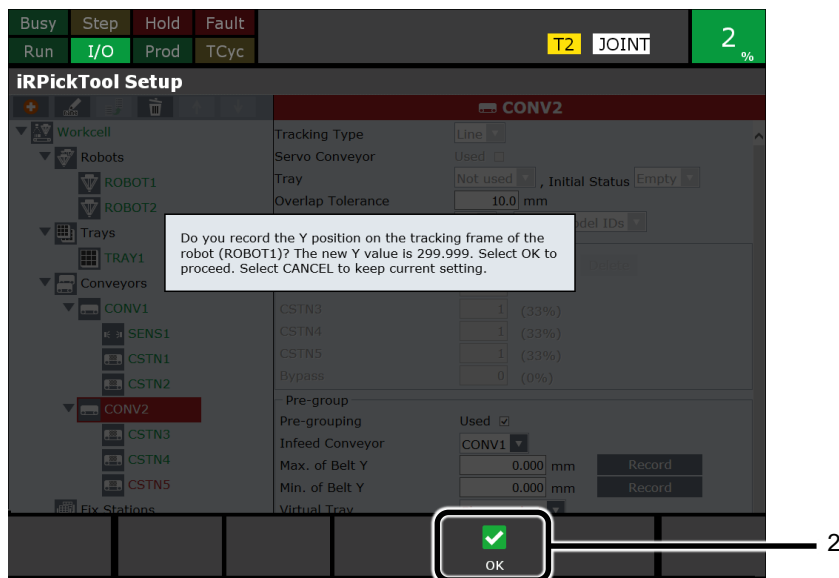 Busy Step Hold Fault
Run I/O Prod TCyc
T2 JOINT
2 %
iRPickTool Setup
CONV2
Workcell
Robots
ROBOT1
ROBOT2
Trays
TRAY1
Conveyors
CONV1
SENS1
CSTN1
CSTN2
CONV2
CSTN3
CSTN4
CSTN5
Fix Stations
Tracking Type Line
Servo Conveyor Used
Tray Not used , Initial Status Empty
Overlap Tolerance 10.0 mm
del IDs
Do you record the Y position on the tracking frame of the
robot (ROBOT1)? The new Y value is 299.999. Select OK to
proceed. Select CANCEL to keep current
setting.
CSTN3 1 (33%)
CSTN4 1 (33%)
CSTN5 1 (33%)
Bypass 0 (0%)
Pre-group
Pre-grouping Used
Infeed Conveyor CONV1
Max. of Belt Y 0.000 mm Record
Min. of Belt Y 0.000 mm Record
Virtual Tray
OK
2